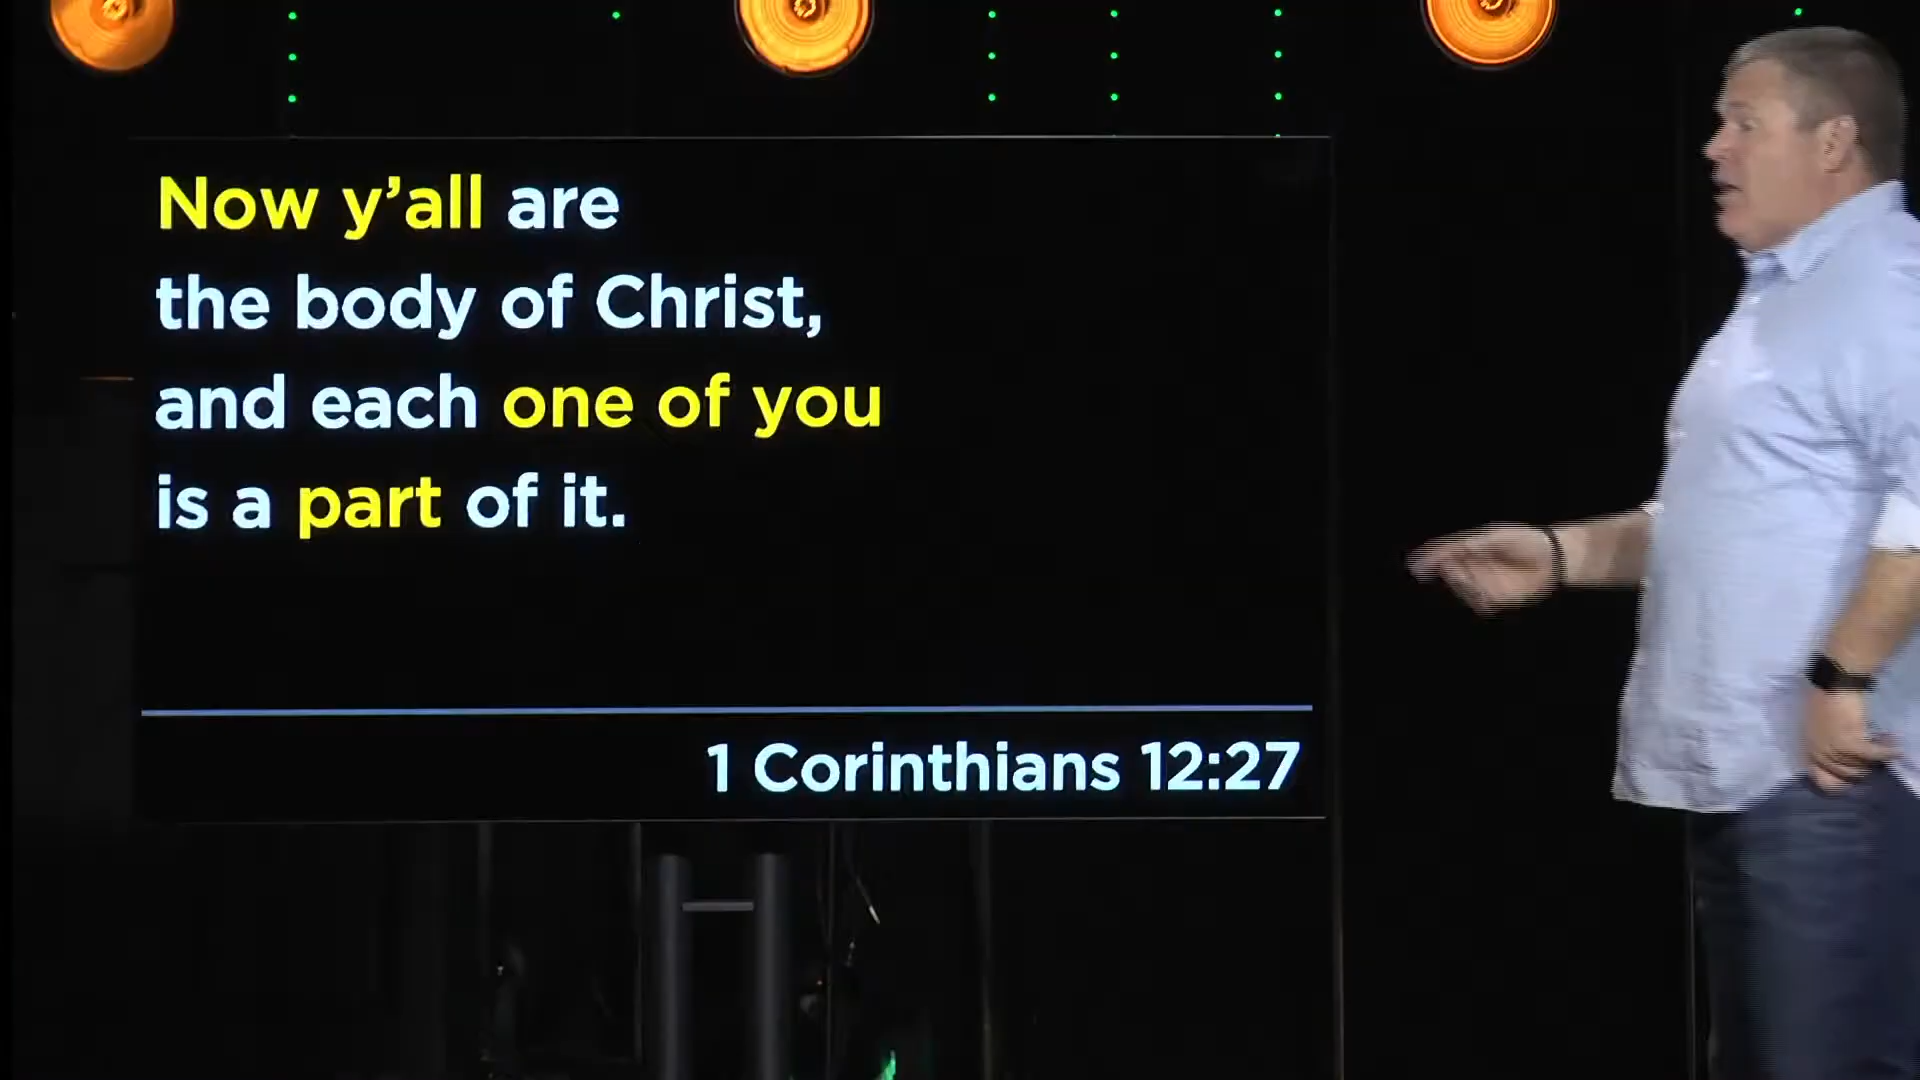 Now y’all are
the body of Christ,
and each one of you
is a part of it.
1 Corinthians 12:27